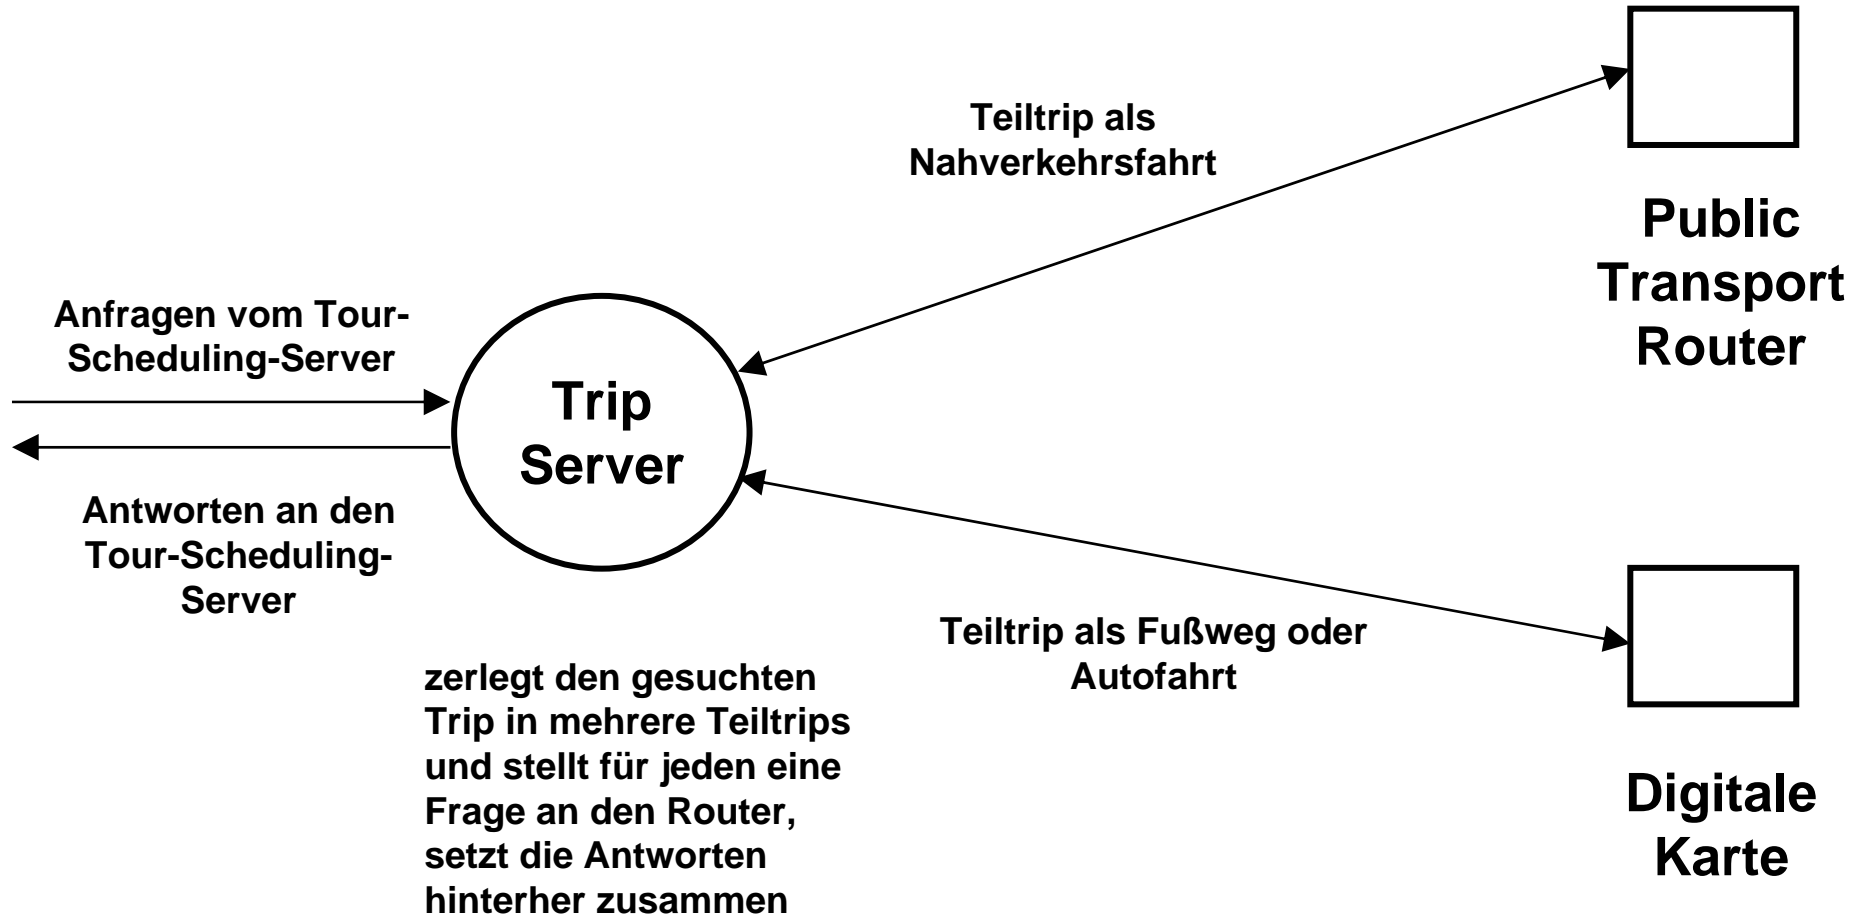 Anfragen vom Tour-
Scheduling-Server
Antworten an den
Tour-Scheduling-
Server
Trip
Server
zerlegt den gesuchten
Trip in mehrere Teiltrips
und stellt für jeden eine
Frage an den Router,
setzt die Antworten
hinterher zusammen
Teiltrip als
Nahverkehrsfahrt
Teiltrip als Fußweg oder
Autofahrt
Public
Transport
Router
Digitale
Karte